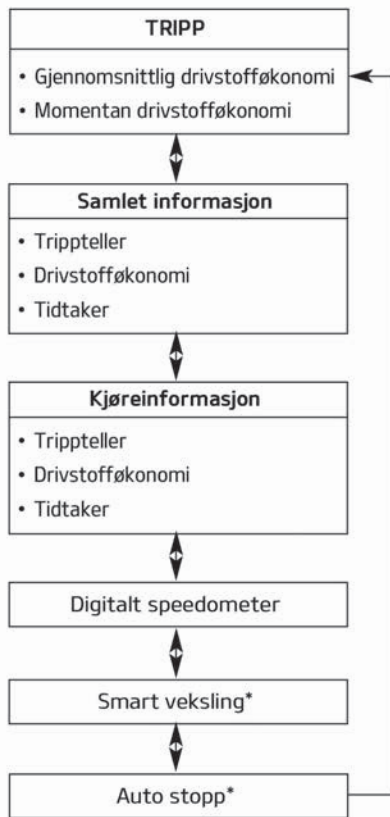 TRIPP
• Gjennomsnittlig drivstofføkonomi
• Momentan drivstofføkonomi
Samlet informasjon
• Trippteller
• Drivstofføkonomi
• Tidtaker
Kjøreinformasjon
• Trippteller
• Drivstofføkonomi
• Tidtaker
Digitalt speedometer
Smart veksling*
Auto stopp*